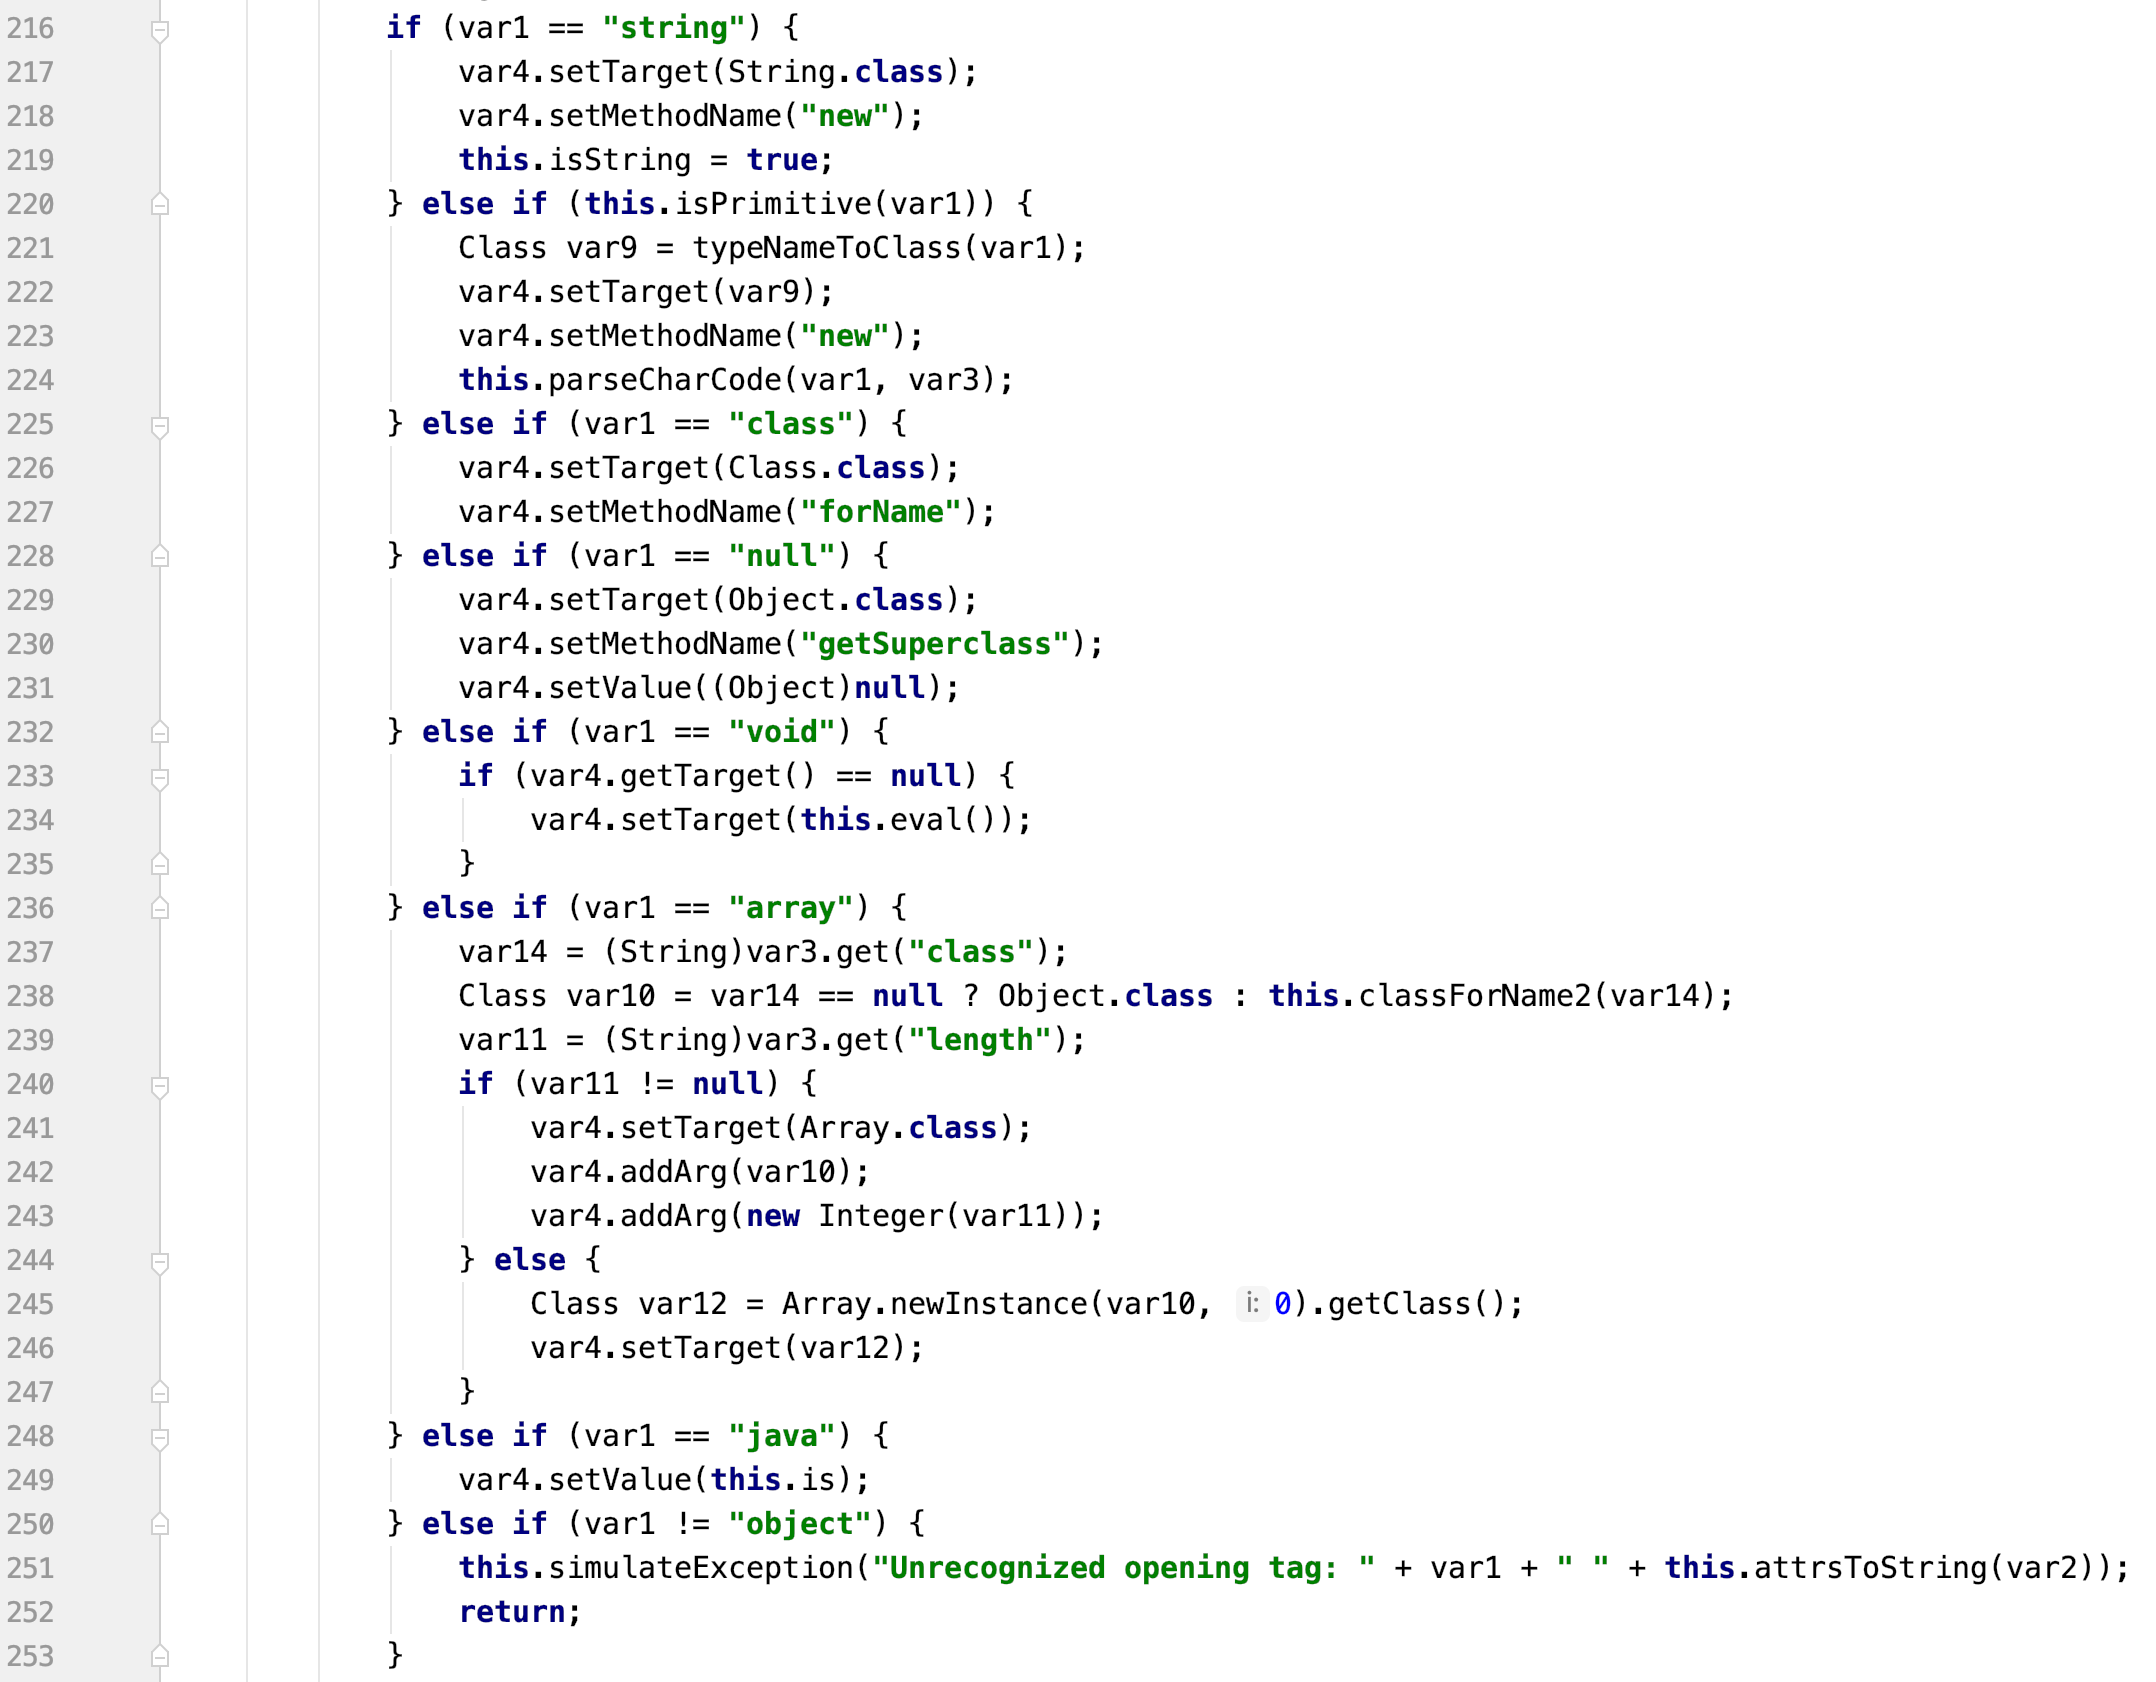 216 if (var1 == "string") {
217 var4.setTarget(String.class);
218 var4.setMethodName("new");
219 this.isString = true;
220 } else if (this.isPrimitive(var1)) {
221 Class var9 = typeNameToClass(var1);
222 var4.setTarget(var9);
223 var4.setMethodName("new");
224 this.parseCharCode(var1, var3);
225 } else if (var1 == "class") {
226 var4.setTarget(Class.class);
227 var4.setMethodName("forName");
228 } else if (var1 == "null") {
229 var4.setTarget(Object.class);
230 var4.setMethodName("getSuperclass");
231 var4.setValue((Object)null);
232 } else if (var1 == "void") {
233 if (var4.getTarget() == null) {
234 var4.setTarget(this.eval());
235 }
236 } else if (var1 == "array") {
237 var14 = (String)var3.get("class");
238 Class var10 = var14 == null ? Object.class : this.classForName2(var14);
239 var11 = (String)var3.get("length");
240 if (var11 != null) {
241 var4.setTarget(Array.class);
242 var4.addArg(var10);
243 var4.addArg(new Integer(var11));
244 } else {
245 Class var12 = Array.newInstance(var10, i: 0).getClass();
246 var4.setTarget(var12);
247 }
248 } else if (var1 == "java") {
249 var4.setValue(this.is);
250 } else if (var1 != "object") {
251 this.simulateException("Unrecognized opening tag: " + var1 + " " + this.attrsToString(var2));
252 return;
253 }